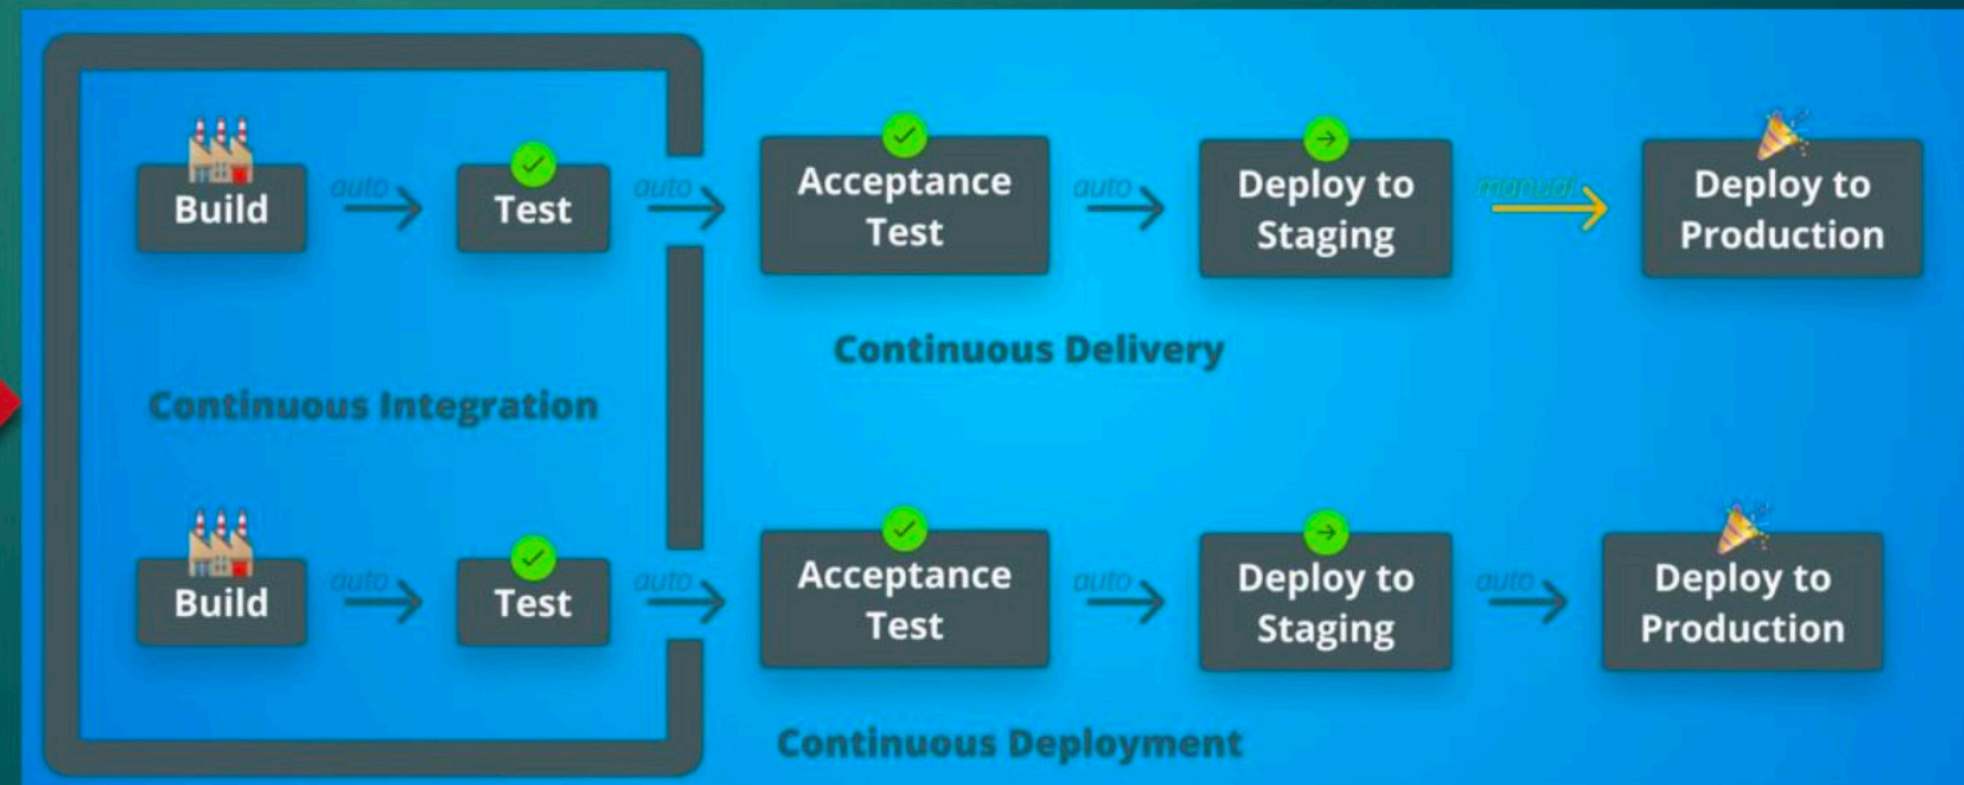 Build
auto
Test
auto
Acceptance
Test
auto
Deploy to
Staging
manual
Deploy to
Production
Continuous Delivery
Continuous Integration
Build
auto
Test
auto
Acceptance
Test
auto
Deploy to
Staging
auto
Deploy to
Production
Continuous Deployment